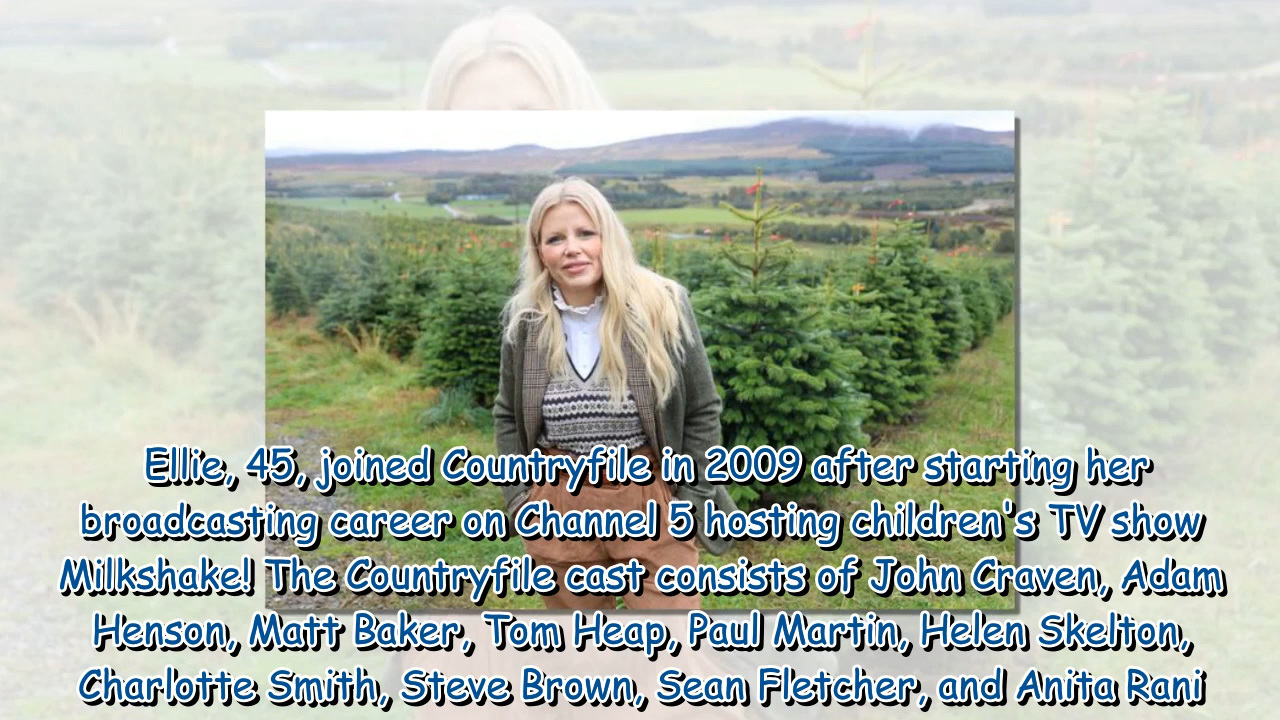 Ellie, 45, joined Countryfile in 2009 after starting her
broadcasting career on Channel 5 hosting children's TV show
Milkshake! The Countryfile cast consists of John Craven, Adam
Henson, Matt Baker, Tom Heap, Paul Martin, Helen Skelton,
Charlotte Smith, Steve Brown, Sean Fletcher, and Anita Rani